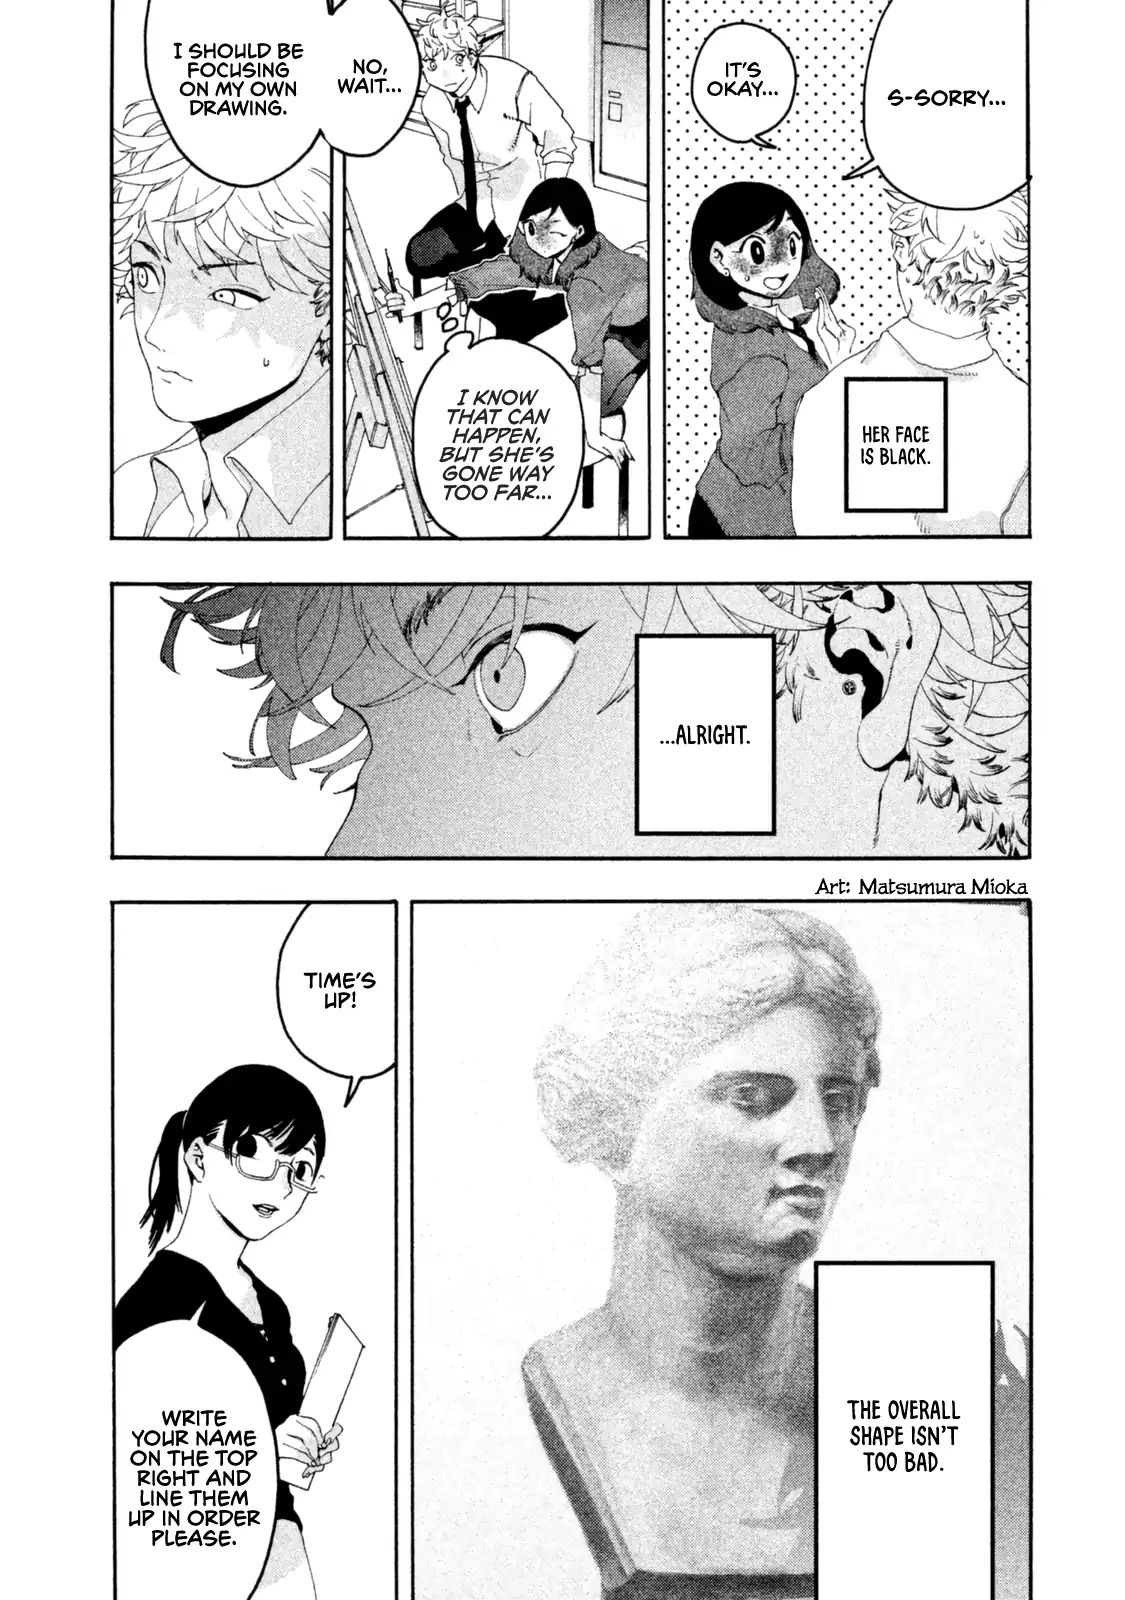 S-SORRY...
IT'S
OKAY...
HER FACE
IS BLACK.
NO,
WAIT...
I KNOW
THAT CAN
HAPPEN,
BUT SHE'S
GONE WAY
TOO FAR...
I SHOULD BE
FOCUSING
ON MY OWN
DRAWING.
...ALRIGHT.
Art: Matsumura Mioka
THE OVERALL
SHAPE ISN'T
TOO BAD.
TIME'S
UP!
WRITE
YOUR NAME
ON THE TOP
RIGHT AND
LINE THEM
UP IN ORDER
PLEASE.